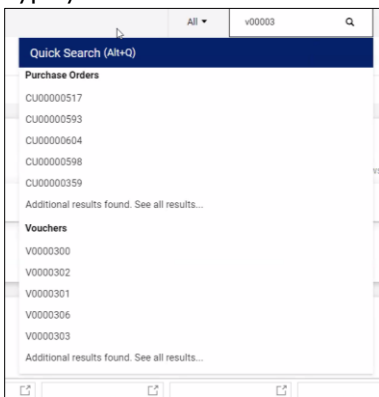 All ▾ v00003
Quick Search (Alt+Q)
Purchase Orders
CU00000517
CU00000593
CU00000604
CU00000598
CU00000359
Additional results found. See all results...
Vouchers
V0000300
V0000302
V0000301
V0000306
V0000303
Additional results found. See all results...